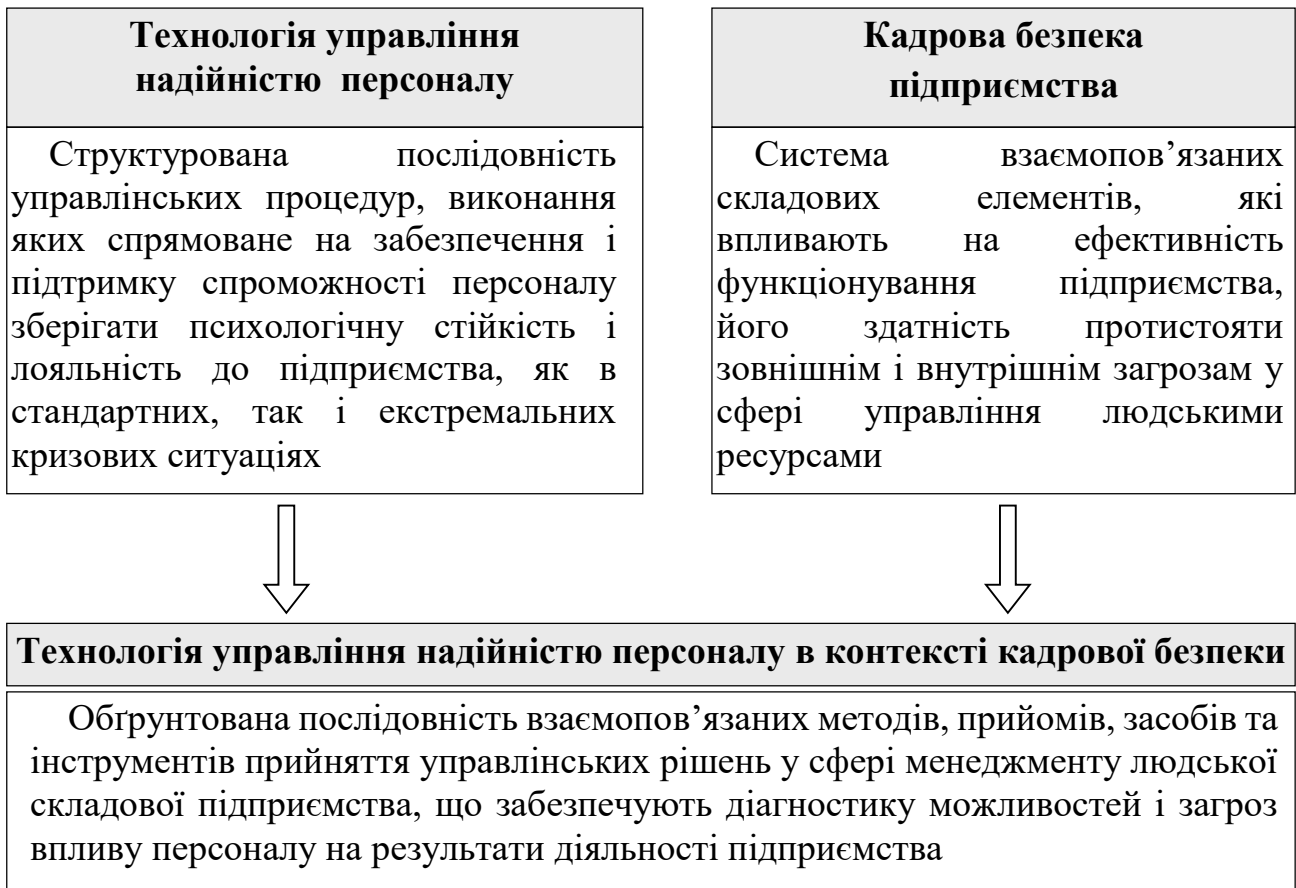 Технологія управління
надійністю персоналу
Структурована послідовність
управлінських процедур, виконання
яких спрямоване на забезпечення і
підтримку спроможності персоналу
зберігати психологічну стійкість і
лояльність до підприємства, як в
стандартних, так і екстремальних
кризових ситуаціях
Кадрова безпека
підприємства
Система взаємопов’язаних
складових елементів, які
впливають на ефективність
функціонування підприємства,
його здатність протистояти
зовнішнім і внутрішнім загрозам у
сфері управління людськими
ресурсами
Технологія управління надійністю персоналу в контексті кадрової безпеки
Обґрунтована послідовність взаємопов’язаних методів, прийомів, засобів та
інструментів прийняття управлінських рішень у сфері менеджменту людської
складової підприємства, що забезпечують діагностику можливостей і загроз
впливу персоналу на результати діяльності підприємства